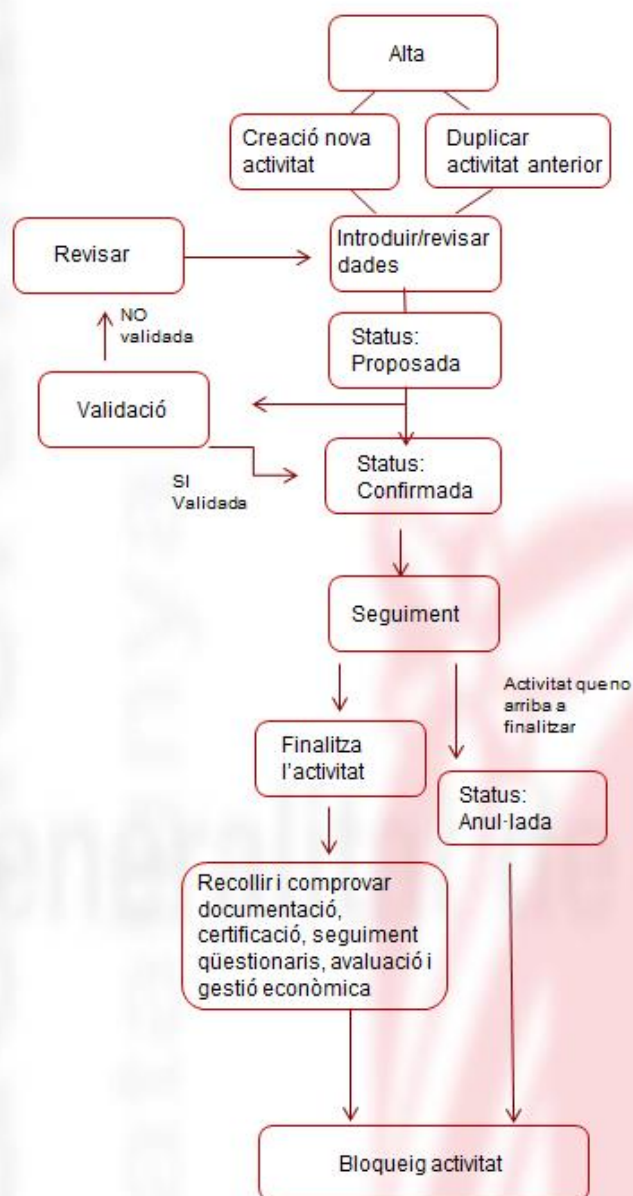 Alta
Creació nova
activitat
Duplicar
activitat anterior
Introduir/revisar
dades
Revisar
NO
validada
Status:
Proposada
Validació
SI
Validada
Status:
Confirmada
Seguiment
Activitat que no
arriba a
finalitzar
Finalitza
l'activitat
Status:
Anul·lada
Recollir i comprovar
documentació,
certificació, seguiment
qüestionaris, avaluació i
gestió econòmica
Bloqueig activitat